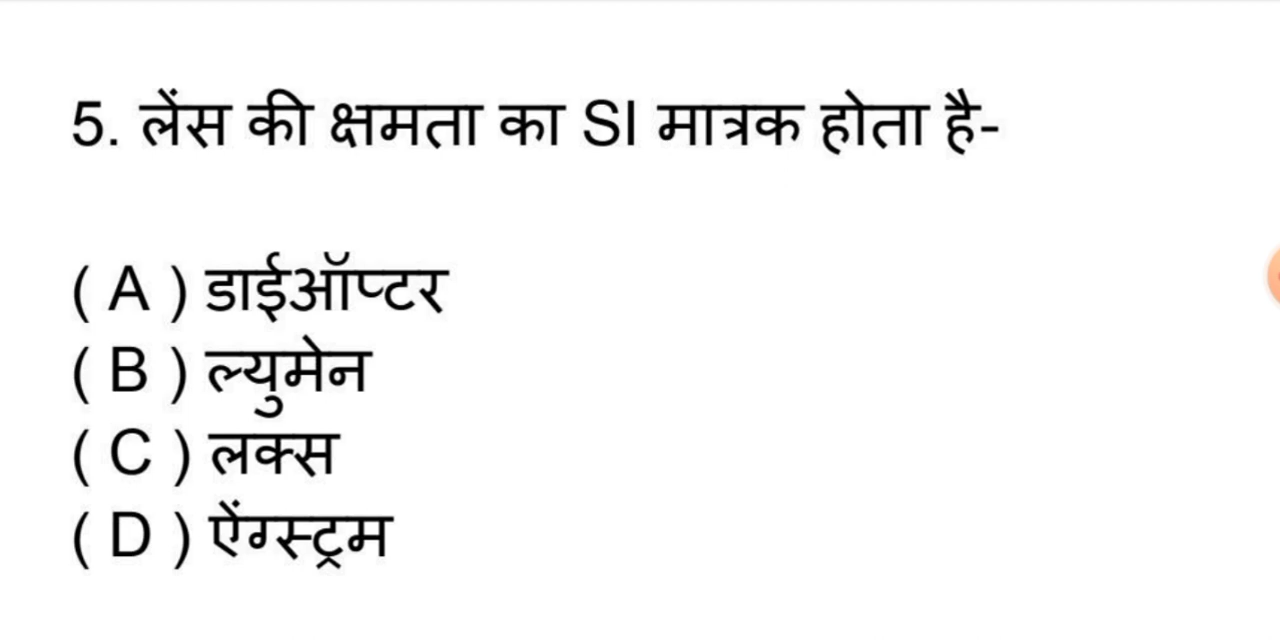 5. लेंस की क्षमता का SI मात्रक होता है-
( A ) डाईऑप्टर
( B ) ल्युमेन
( C ) लक्स
( D ) ऐंग्स्ट्रम